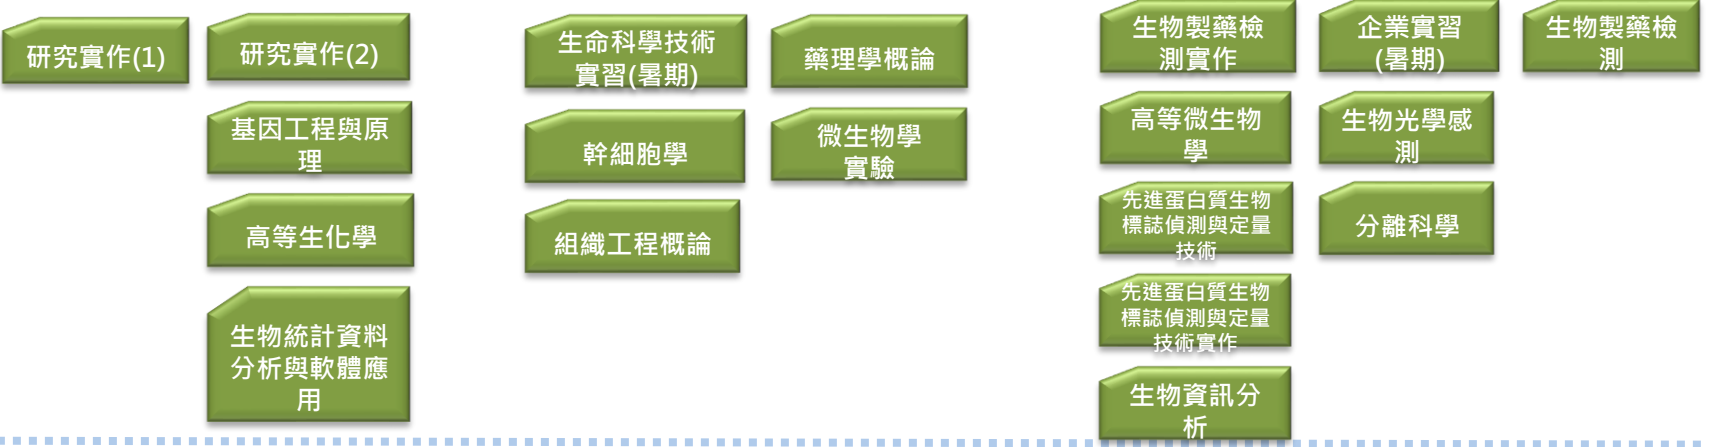 研究實作(1)
研究實作(2)
基因工程與原
理
高等生化學
生物統計資料
分析與軟體應
用
生命科學技術
實習(暑期)
幹細胞學
組織工程概論
藥理學概論
微生物學
實驗
生物製藥檢
測實作
高等微生物
學
先進蛋白質生物
標誌偵測與定量
技術
先進蛋白質生物
標誌偵測與定量
技術實作
生物資訊分
析
企業實習
(暑期)
生物光學感
測
分離科學
生物製藥檢
測